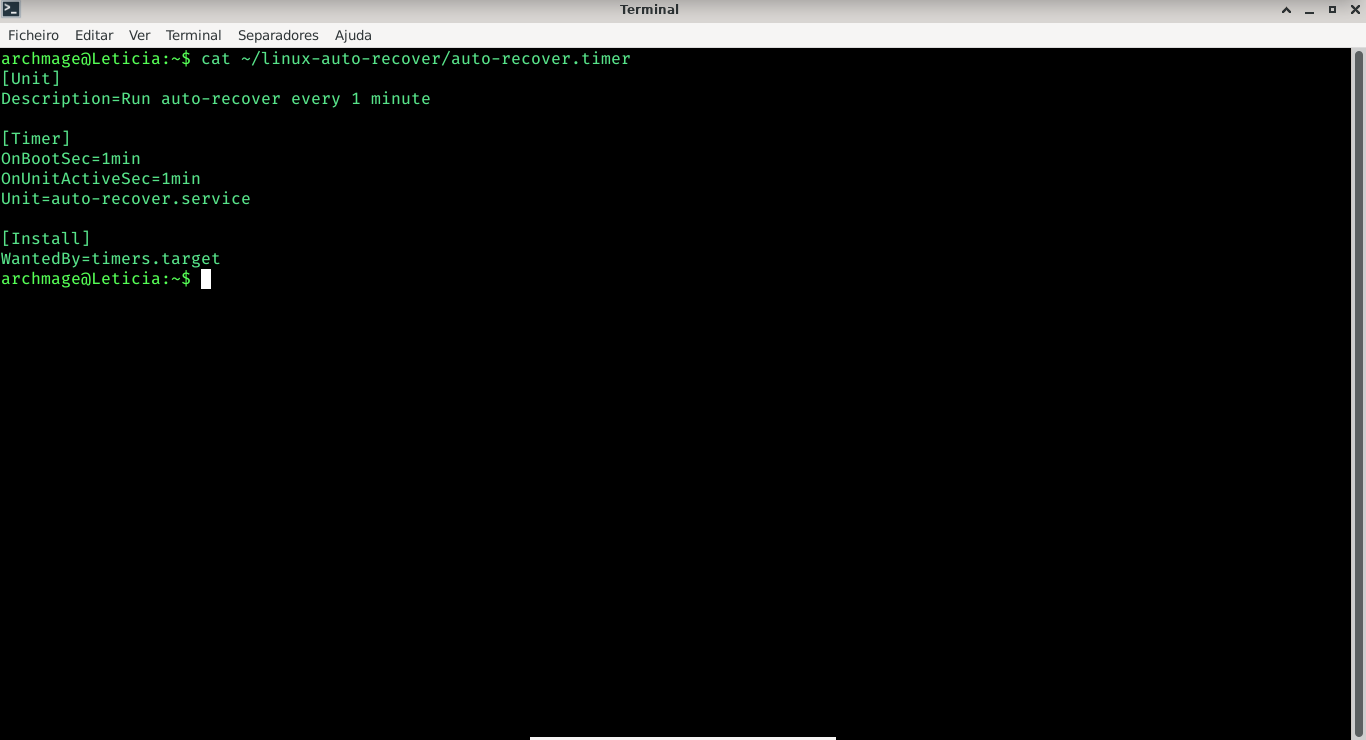 Terminal
Ficheiro Editar Ver Terminal Separadores Ajuda
archmage@Leticia:~$ cat ~/linux-auto-recover/auto-recover.timer
[Unit]
Description=Run auto-recover every 1 minute
[Timer]
OnBootSec=1min
OnUnitActiveSec=1min
Unit=auto-recover.service
[Install]
WantedBy=timers.target
archmage@Leticia:~$